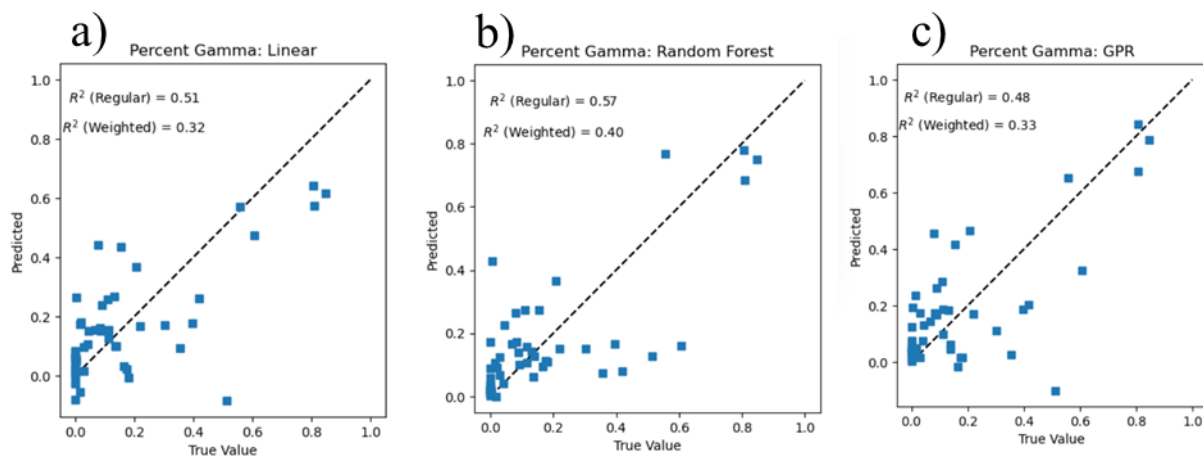 a)
Percent Gamma: Linear
R² (Regular) = 0.51
R² (Weighted) = 0.32
Predicted
1.0
0.8
0.6
0.4
0.2
0.0
0.0 0.2 0.4 0.6 0.8 1.0
True Value
b)
Percent Gamma: Random Forest
R² (Regular) = 0.57
R² (Weighted) = 0.40
Predicted
1.0
0.8
0.6
0.4
0.2
0.0
0.0 0.2 0.4 0.6 0.8 1.0
True Value
c)
Percent Gamma: GPR
R² (Regular) = 0.48
R² (Weighted) = 0.33
Predicted
1.0
0.8
0.6
0.4
0.2
0.0
0.0 0.2 0.4 0.6 0.8 1.0
True Value